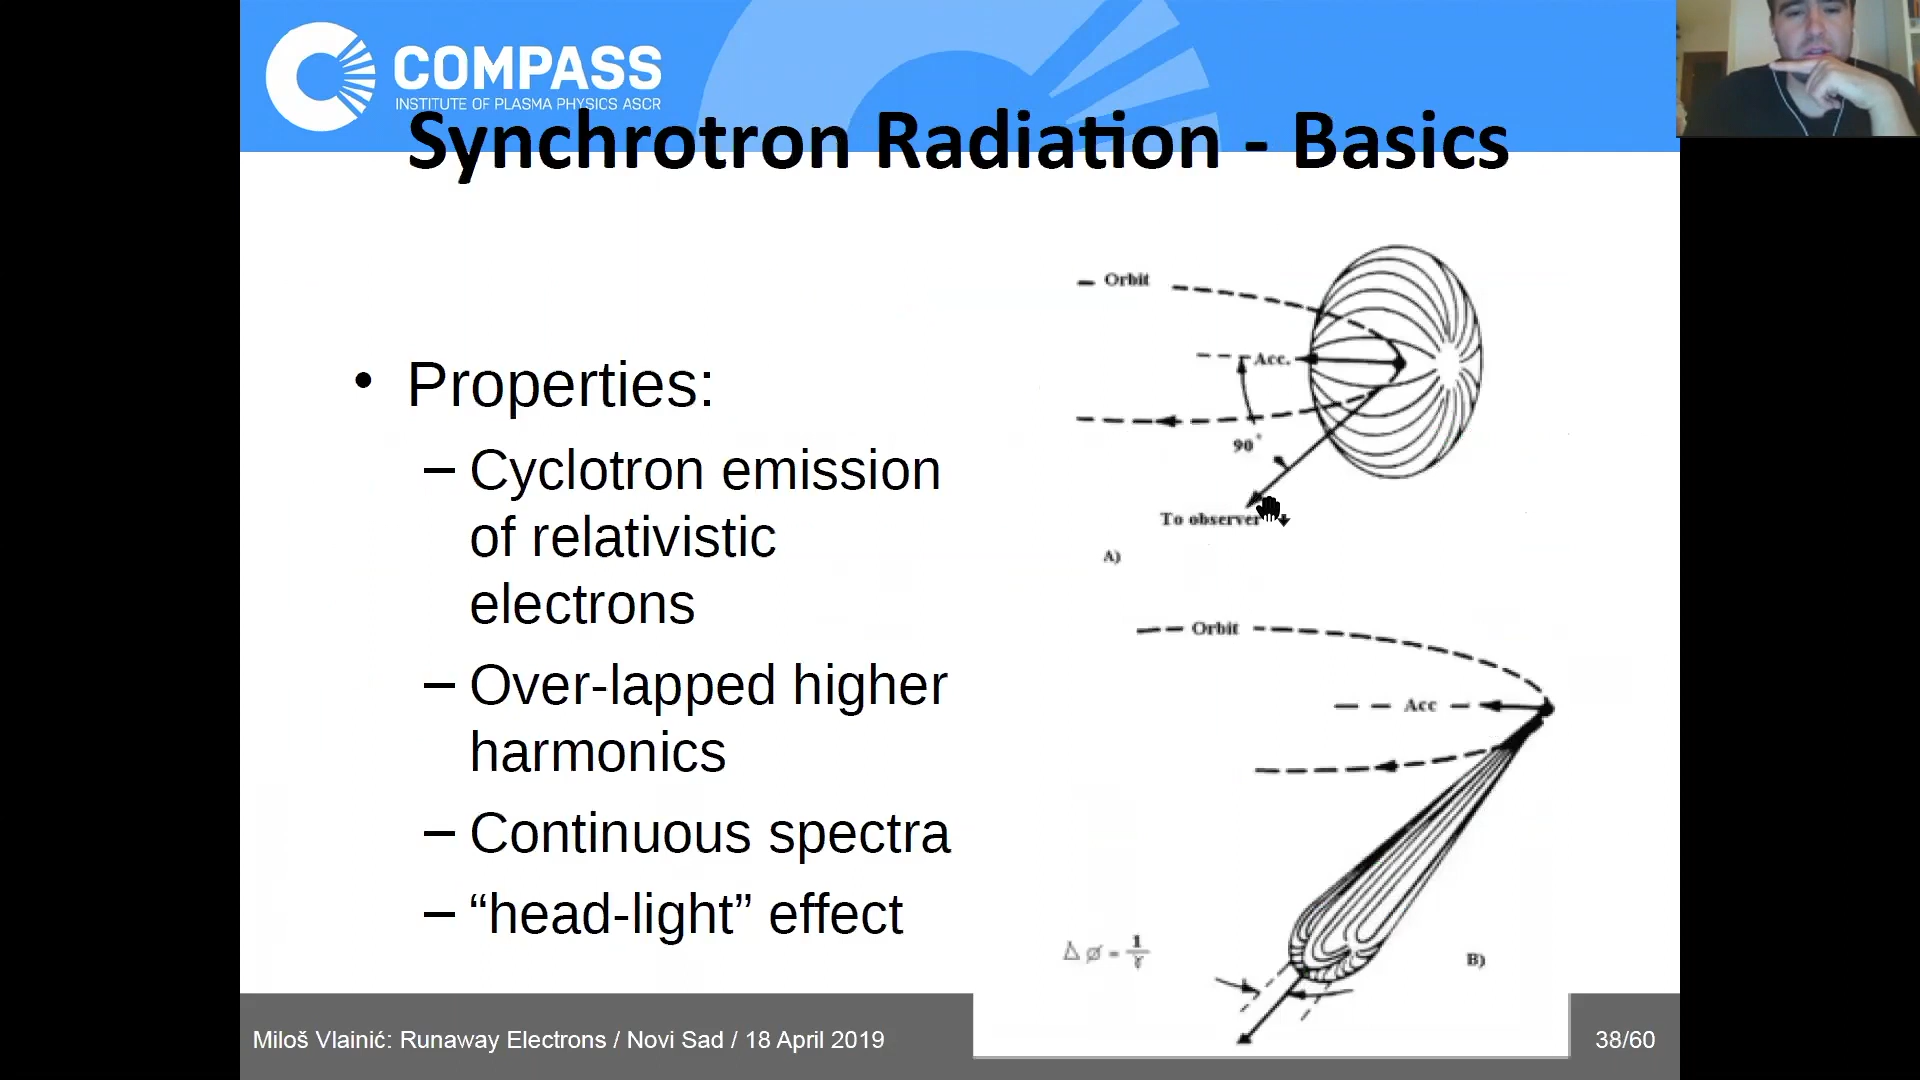 COMPASS
INSTITUTE OF PLASMA PHYSICS ASCR
Synchrotron Radiation - Basics
• Properties:
– Cyclotron emission
of relativistic
electrons
– Over-lapped higher
harmonics
– Continuous spectra
– “head-light” effect
Orbit
Acc.
90°
To observer
A)
Orbit
Acc
Δ ø = 1/γ
B)
Miloš Vlainić: Runaway Electrons / Novi Sad / 18 April 2019
38/60